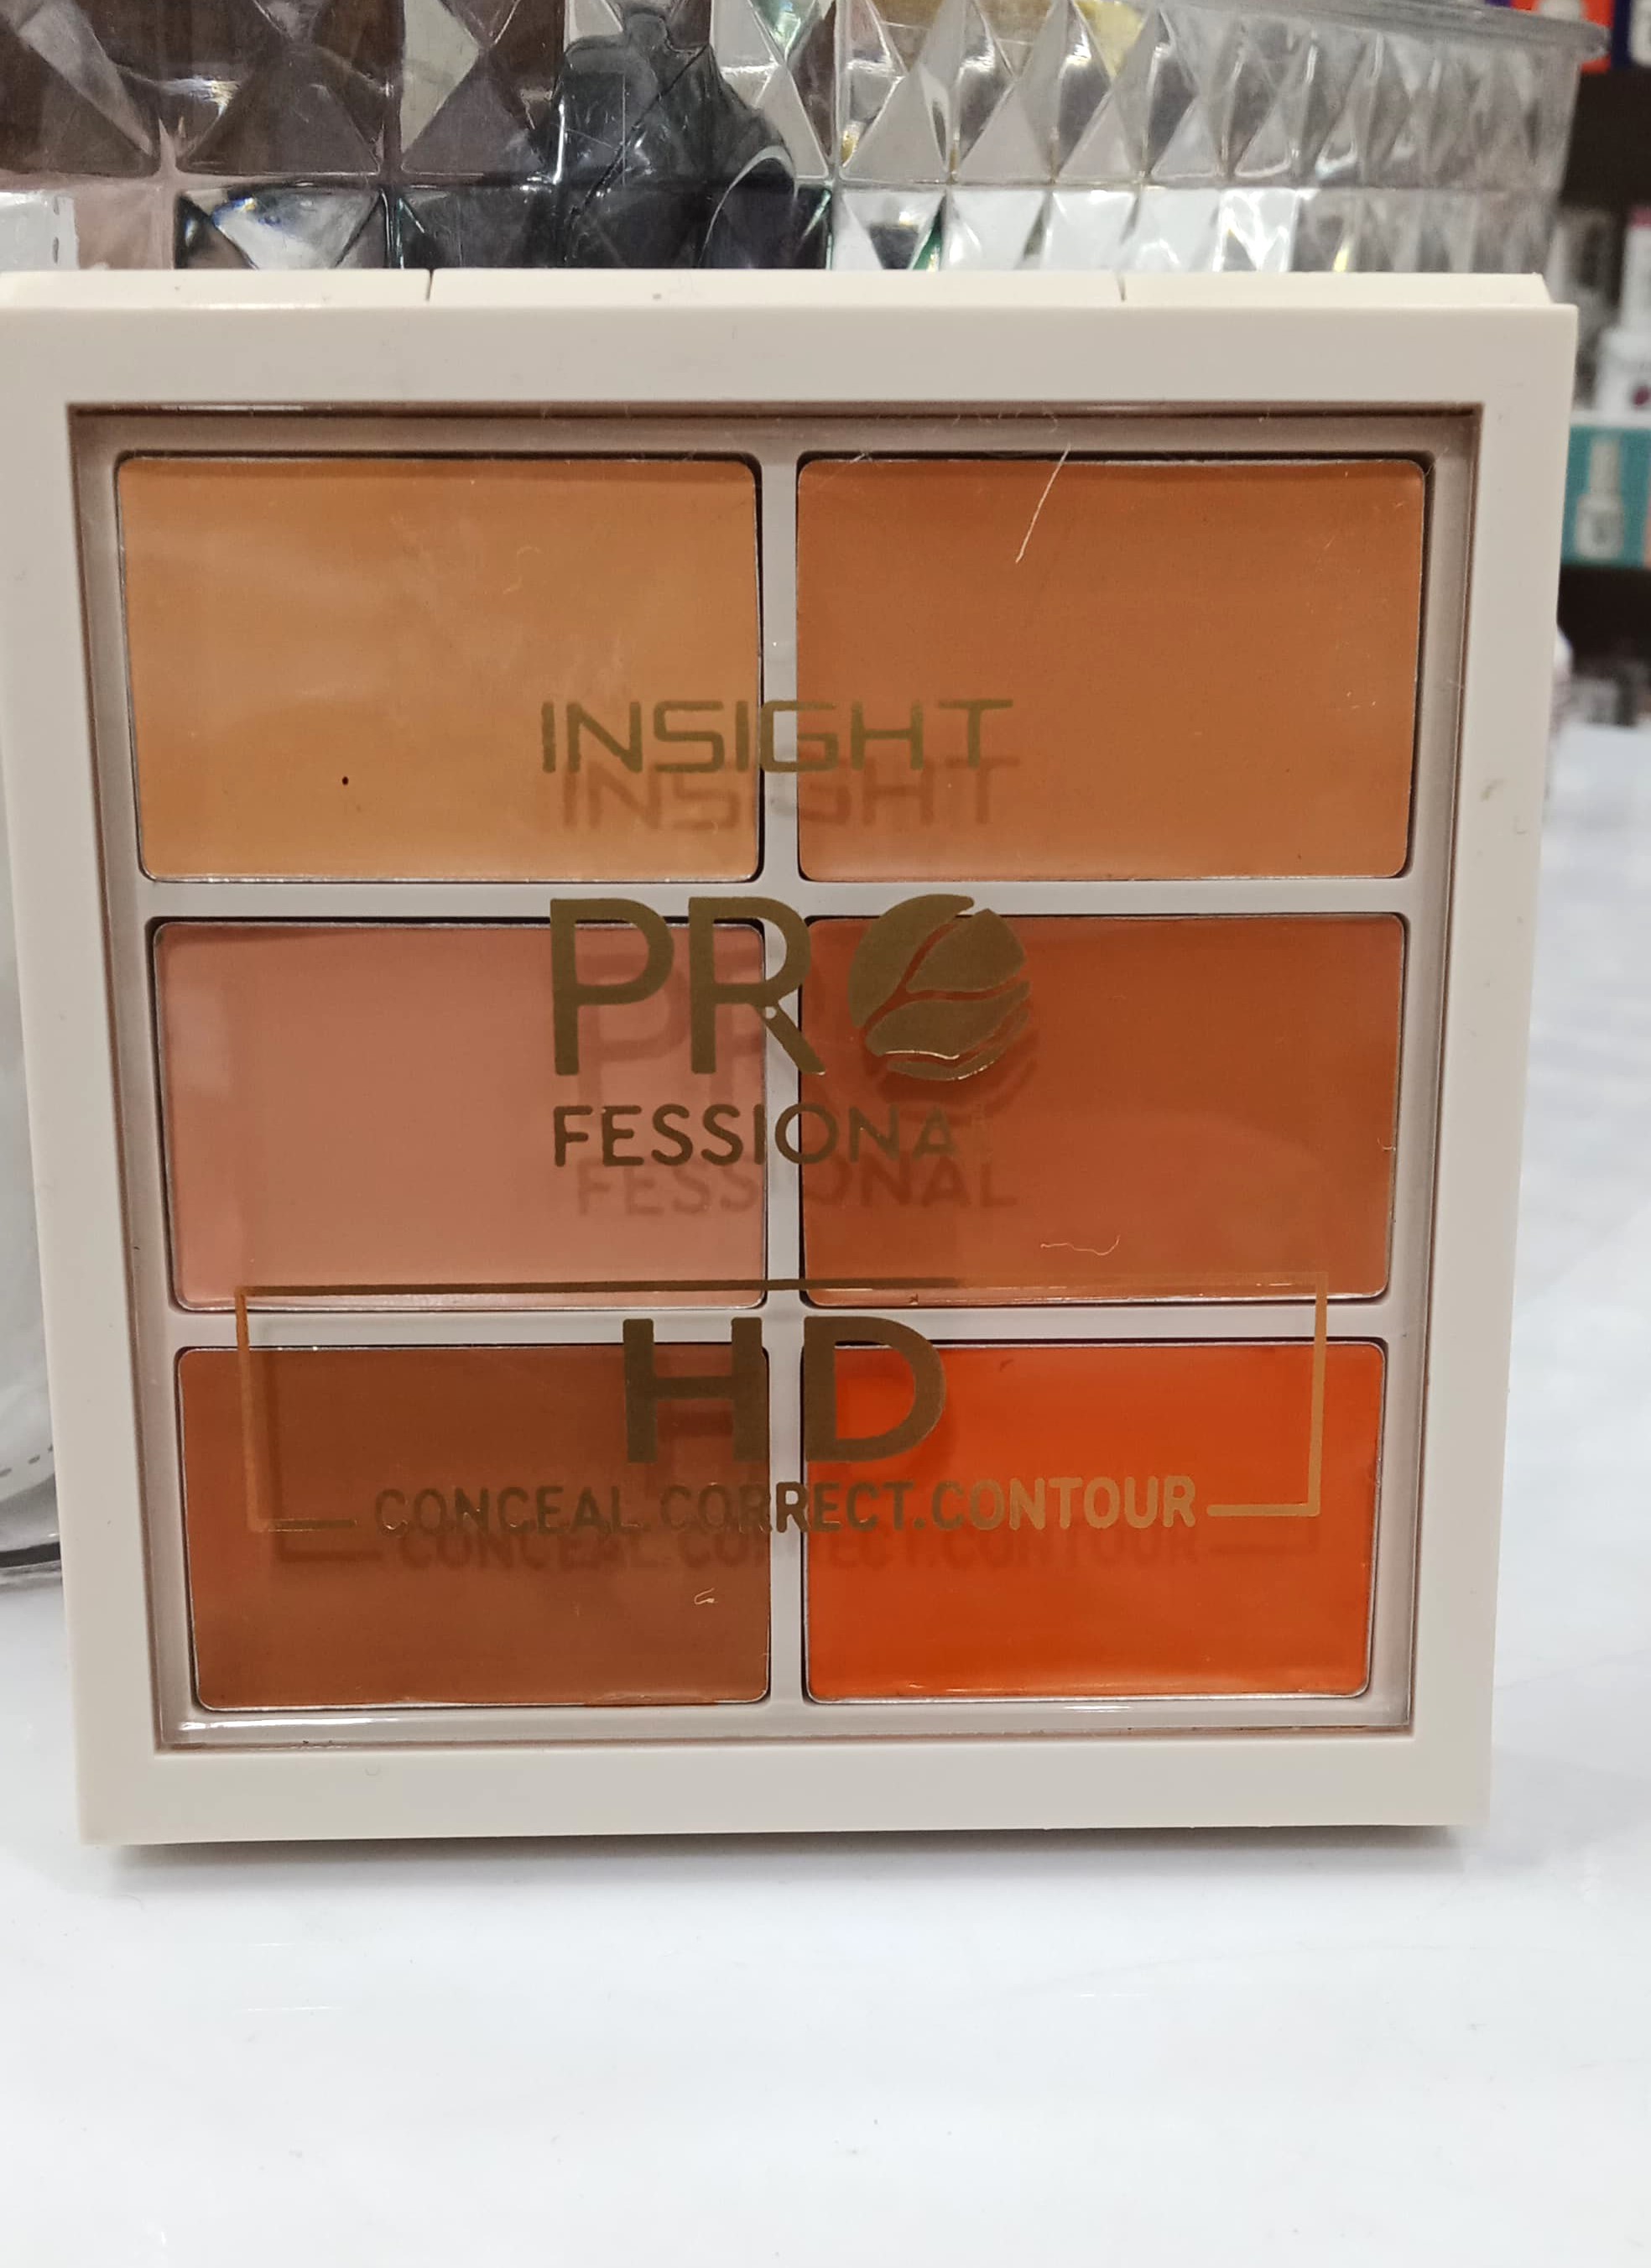 INSIGHT
PRO
FESSIONAL
HD
CONCEAL.CORRECT.CONTOUR